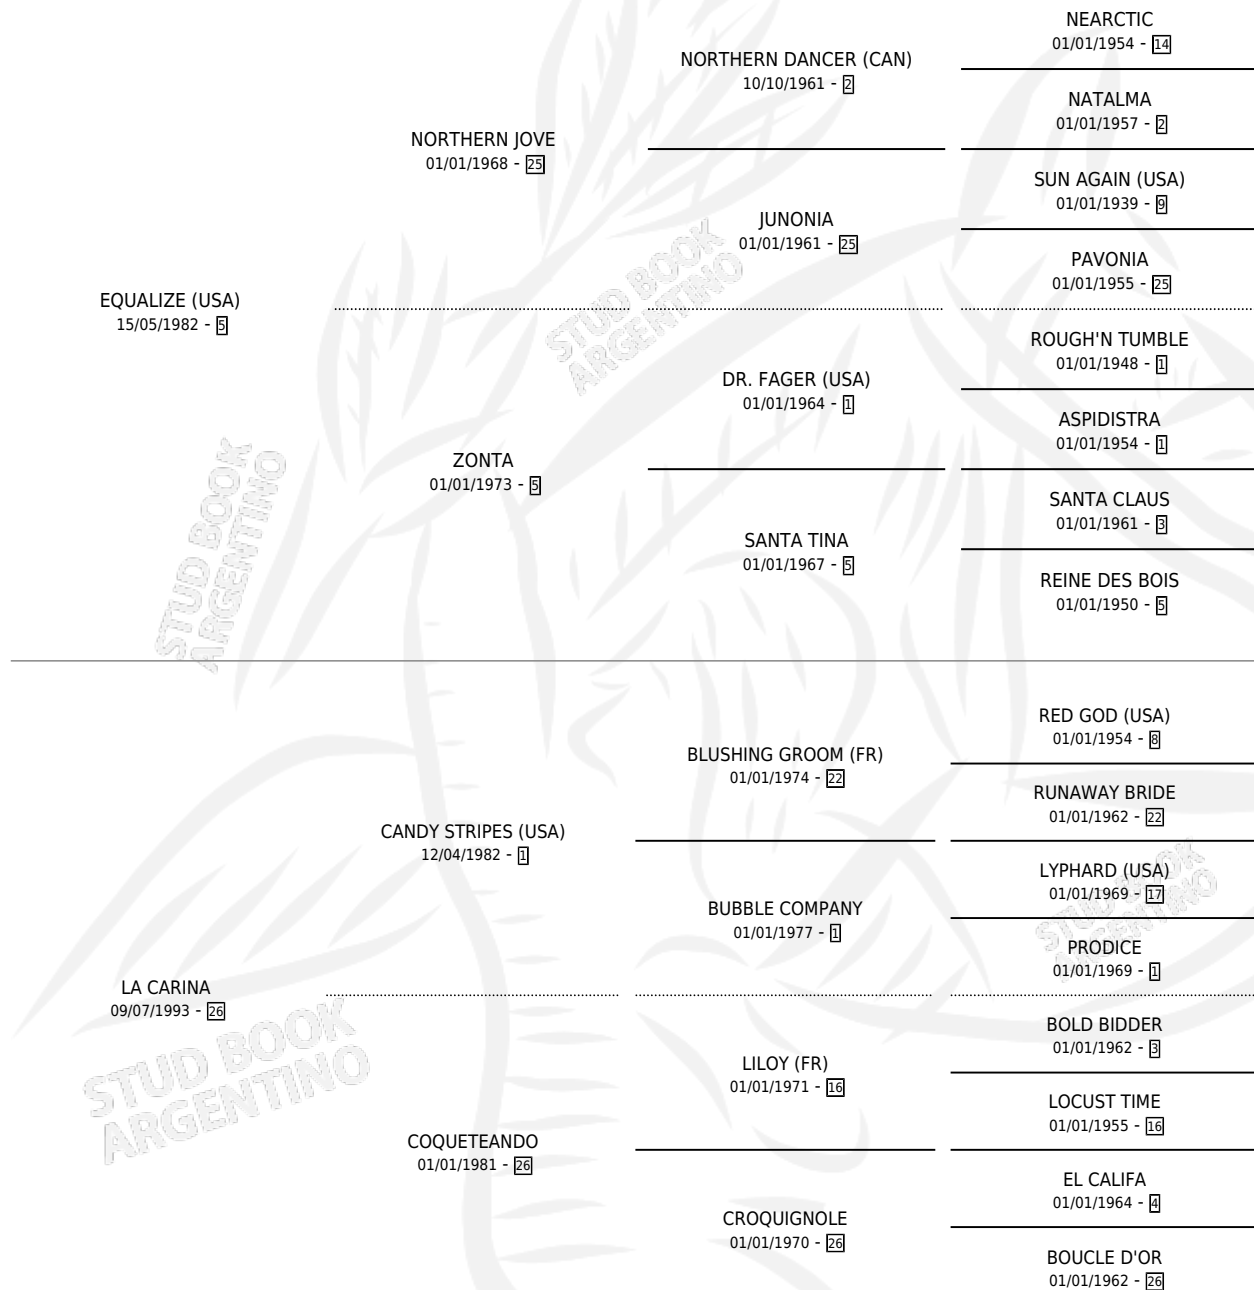 NEARCTIC
01/01/1954 - 14
NORTHERN DANCER (CAN)
10/10/1961 - 2
NATALMA
01/01/1957 - 2
NORTHERN JOVE
01/01/1968 - 25
SUN AGAIN (USA)
01/01/1939 - 9
JUNONIA
01/01/1961 - 25
PAVONIA
01/01/1955 - 25
EQUALIZE (USA)
15/05/1982 - 5
STUD BOOK
ARGENTINO
ROUGH'N TUMBLE
01/01/1948 - 1
DR. FAGER (USA)
01/01/1964 - 1
ASPIDISTRA
01/01/1954 - 1
ZONTA
01/01/1973 - 5
SANTA CLAUS
01/01/1961 - 3
SANTA TINA
01/01/1967 - 5
REINE DES BOIS
01/01/1950 - 5
STUD BOOK
ARGENTINO
RED GOD (USA)
01/01/1954 - 8
BLUSHING GROOM (FR)
01/01/1974 - 22
RUNAWAY BRIDE
01/01/1962 - 22
CANDY STRIPES (USA)
12/04/1982 - 1
LYPHARD (USA)
01/01/1969 - 17
BUBBLE COMPANY
01/01/1977 - 1
PRODICE
01/01/1969 - 1
STUD BOOK
ARGENTINO
LA CARINA
09/07/1993 - 26
STUD BOOK
ARGENTINO
BOLD BIDDER
01/01/1962 - 3
LILOY (FR)
01/01/1971 - 16
LOCUST TIME
01/01/1955 - 16
COQUETEANDO
01/01/1981 - 26
EL CALIFA
01/01/1964 - 4
CROQUIGNOLE
01/01/1970 - 26
BOUCLE D'OR
01/01/1962 - 26